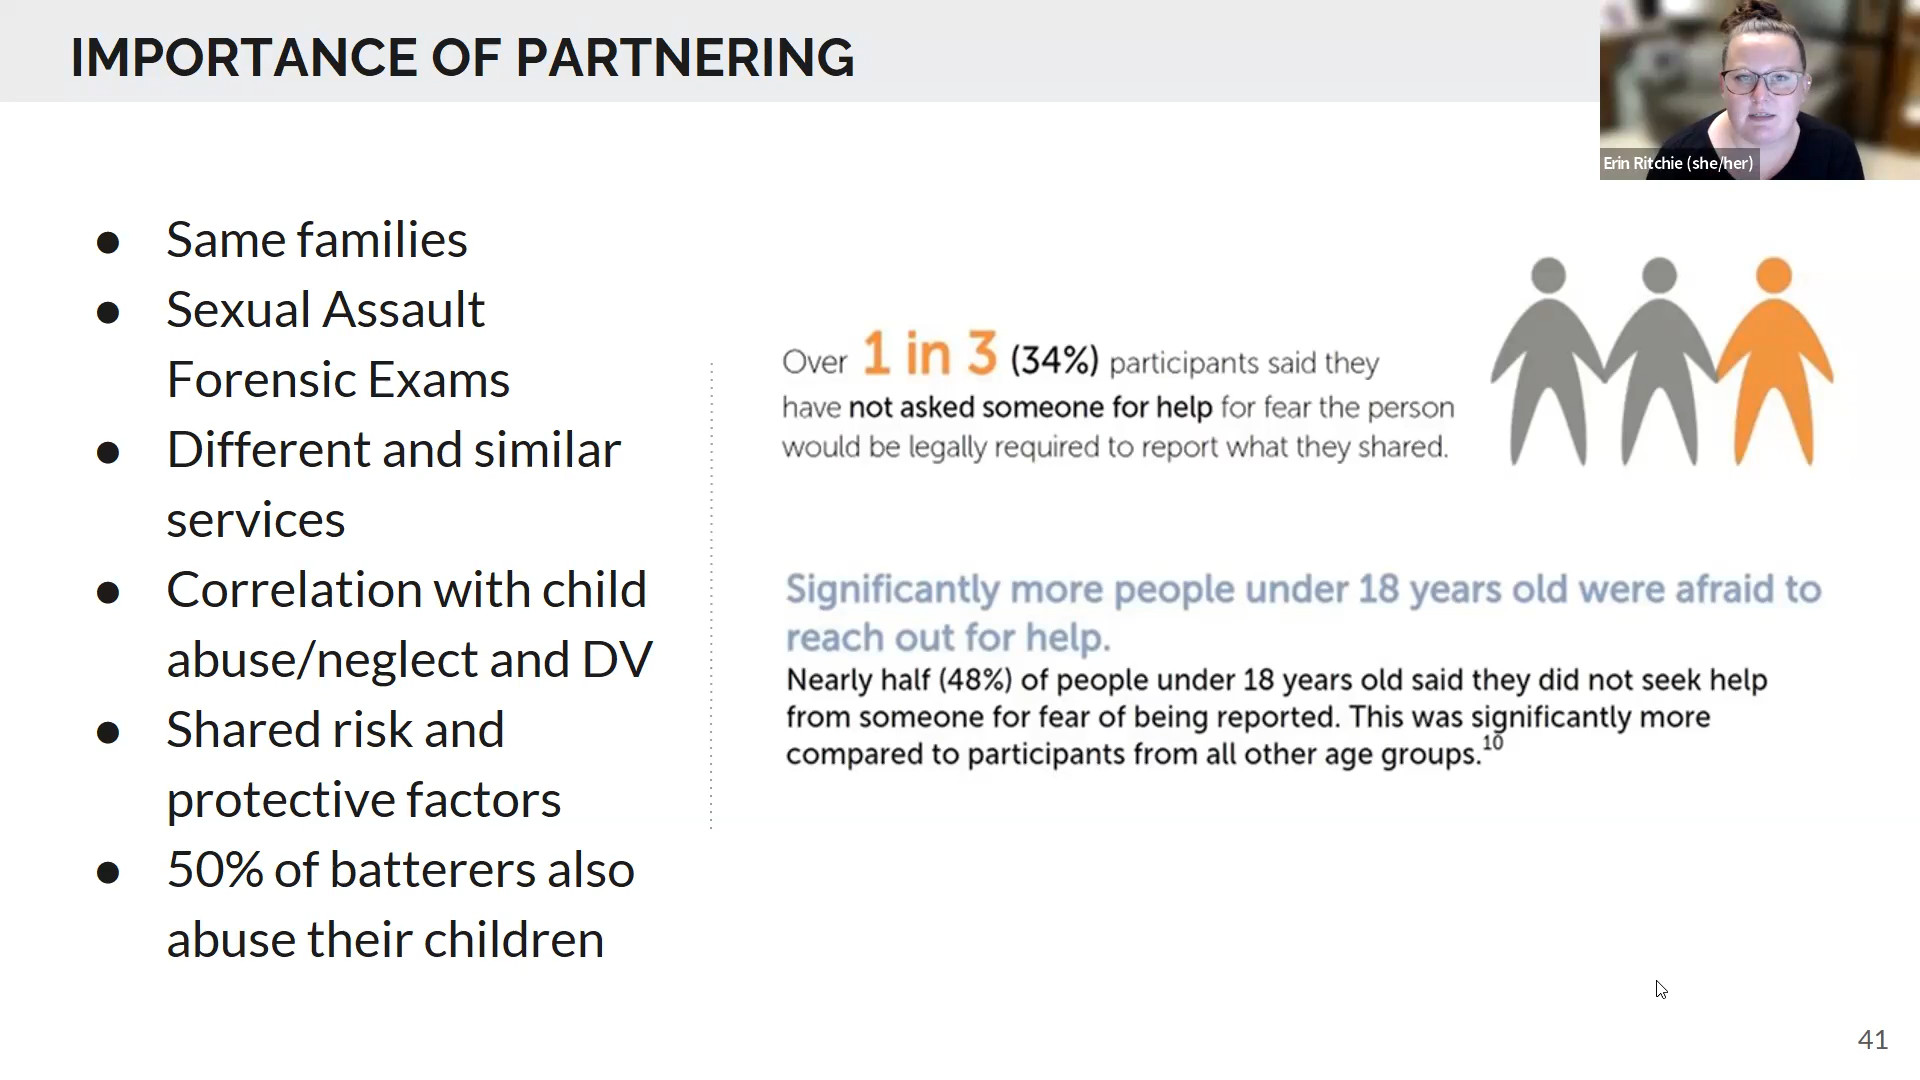 IMPORTANCE OF PARTNERING
Erin Ritchie (she/her)
● Same families
● Sexual Assault
Forensic Exams
● Different and similar
services
● Correlation with child
abuse/neglect and DV
● Shared risk and
protective factors
● 50% of batterers also
abuse their children
Over 1 in 3 (34%) participants said they
have not asked someone for help for fear the person
would be legally required to report what they shared.
Significantly more people under 18 years old were afraid to
reach out for help.
Nearly half (48%) of people under 18 years old said they did not seek help
from someone for fear of being reported. This was significantly more
compared to participants from all other age groups.10
41